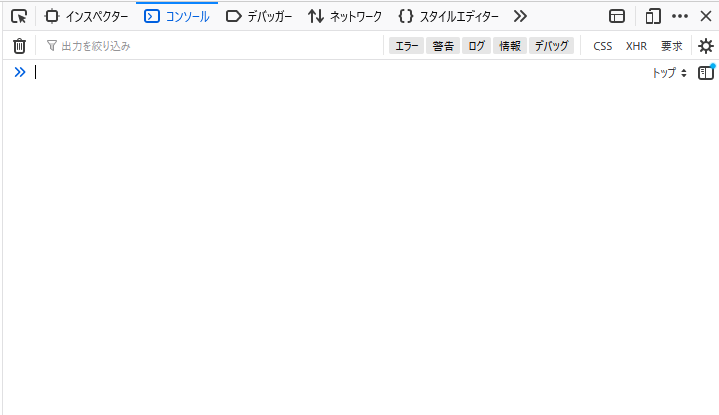 インスペクター コンソール デバッガー ネットワーク スタイルエディター
出力を絞り込み エラー 警告 ログ 情報 デバッグ CSS XHR 要求
トップ